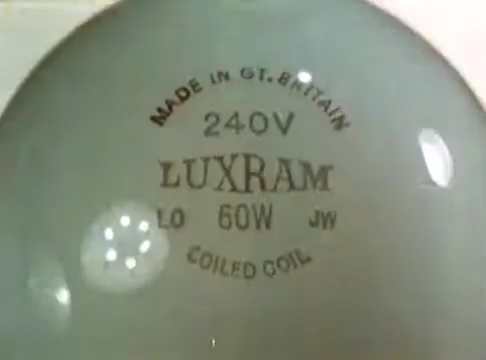 MADE IN GT. BRITAIN
240V
LUXRAM
LO 60W JW
COILED COIL